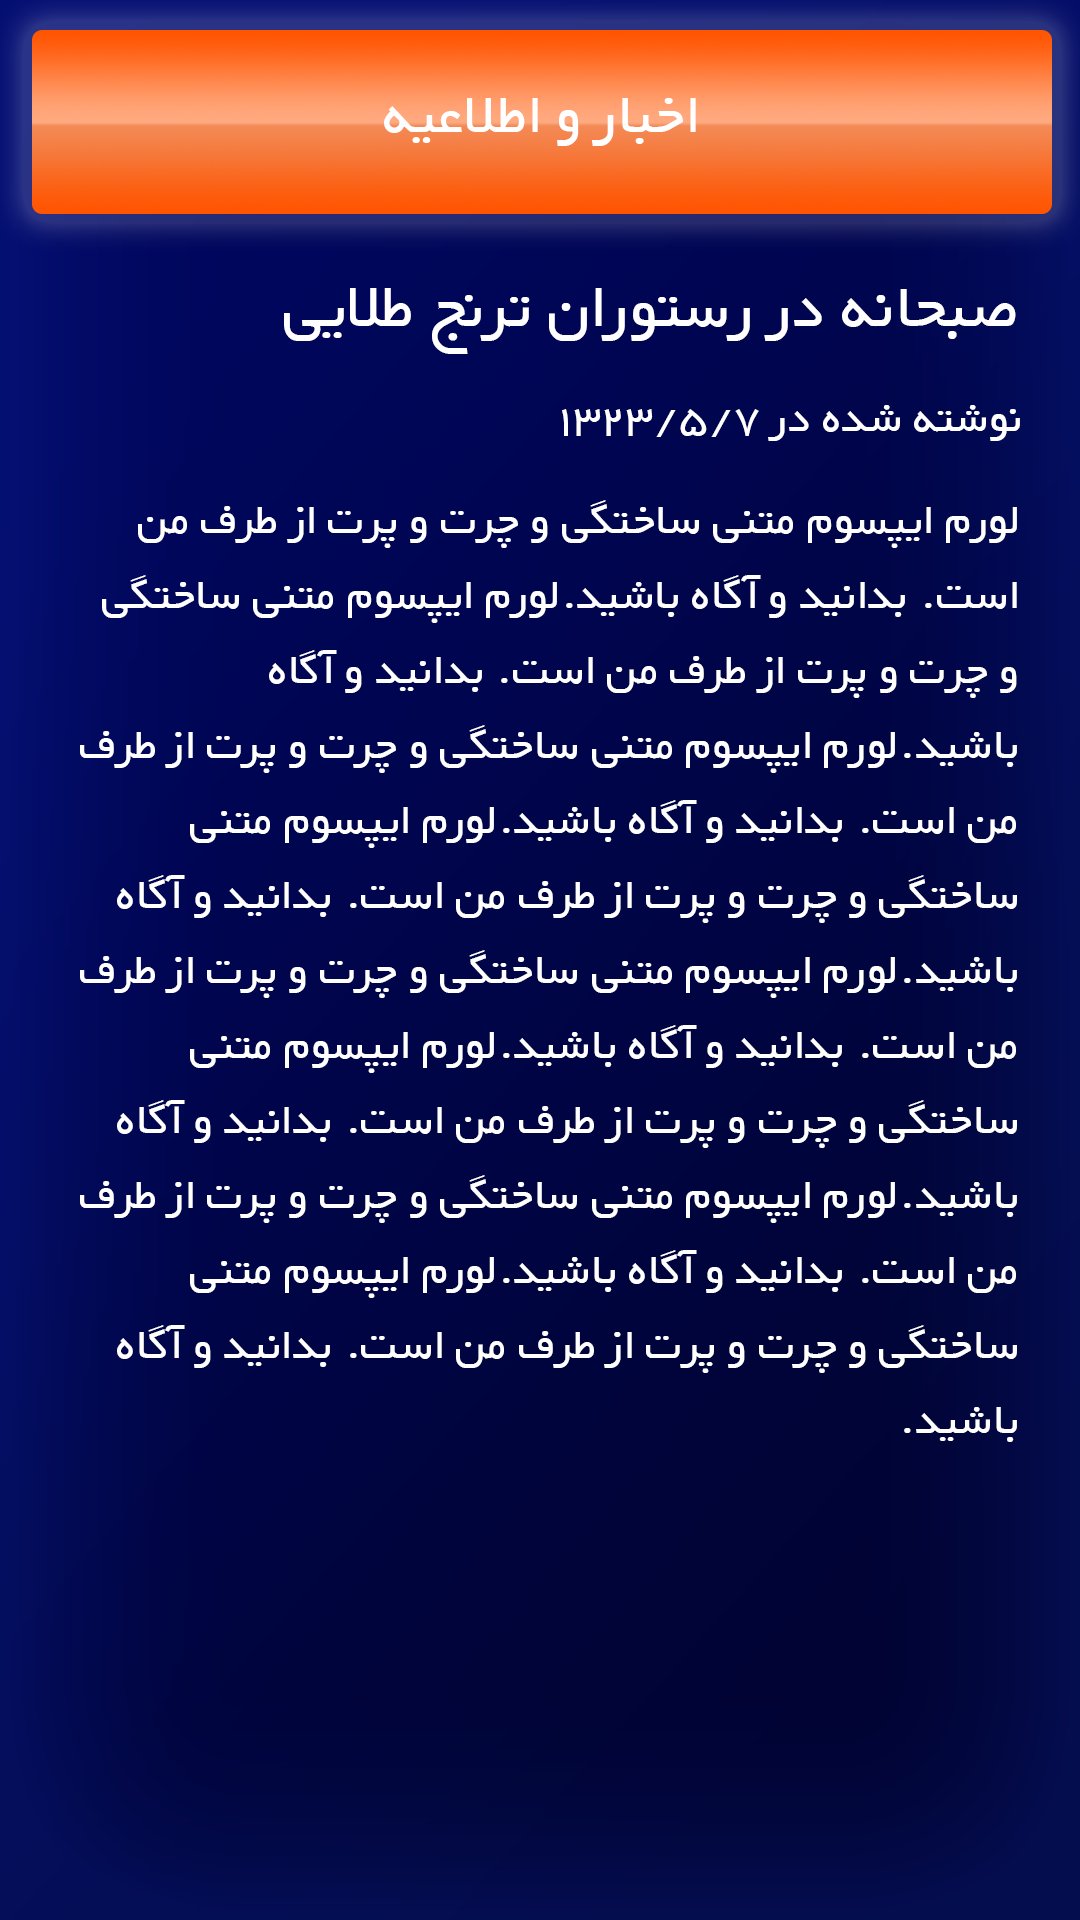 اخبار و اطلاعیه
صبحانه در رستوران ترنج طلایی
نوشته شده در ۱۳۲۳/۵/۷
لورم ایپسوم متنی ساختگی و چرت و پرت از طرف من
است. بدانید و آگاه باشید.لورم ایپسوم متنی ساختگی
و چرت و پرت از طرف من است. بدانید و آگاه
باشید.لورم ایپسوم متنی ساختگی و چرت و پرت از طرف
من است. بدانید و آگاه باشید.لورم ایپسوم متنی
ساختگی و چرت و پرت از طرف من است. بدانید و آگاه
باشید.لورم ایپسوم متنی ساختگی و چرت و پرت از طرف
من است. بدانید و آگاه باشید.لورم ایپسوم متنی
ساختگی و چرت و پرت از طرف من است. بدانید و آگاه
باشید.لورم ایپسوم متنی ساختگی و چرت و پرت از طرف
من است. بدانید و آگاه باشید.لورم ایپسوم متنی
ساختگی و چرت و پرت از طرف من است. بدانید و آگاه
باشید.